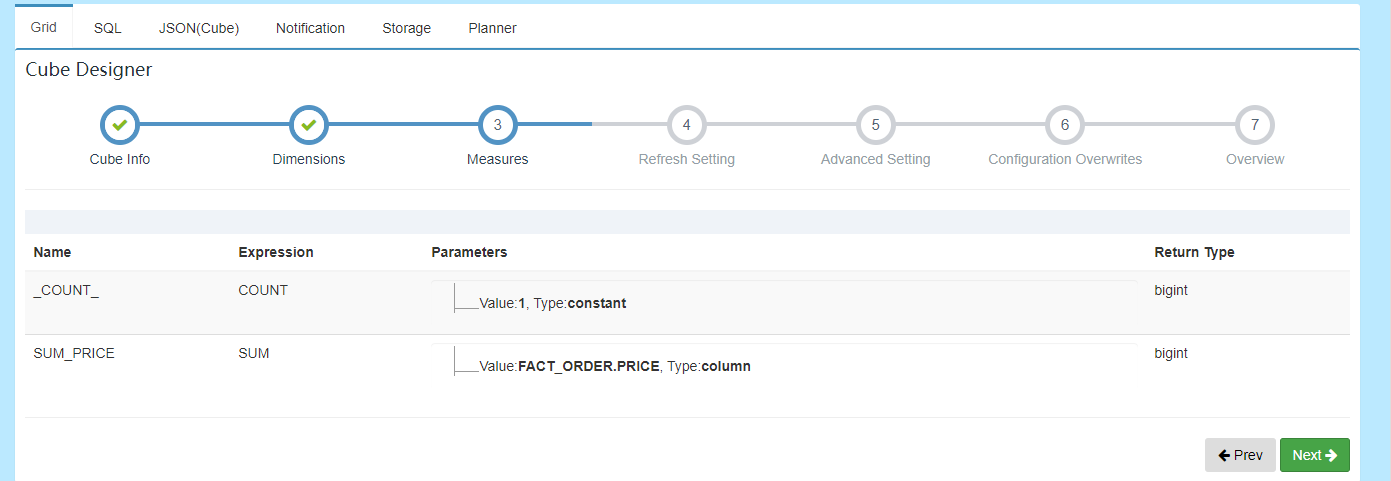 Grid SQL JSON(Cube) Notification Storage Planner
Cube Designer
3 4 5 6 7
Cube Info Dimensions Measures Refresh Setting Advanced Setting Configuration Overwrites Overview
Name Expression Parameters Return Type
_COUNT_ COUNT Value:1, Type:constant bigint
SUM_PRICE SUM Value:FACT_ORDER.PRICE, Type:column bigint
Prev Next